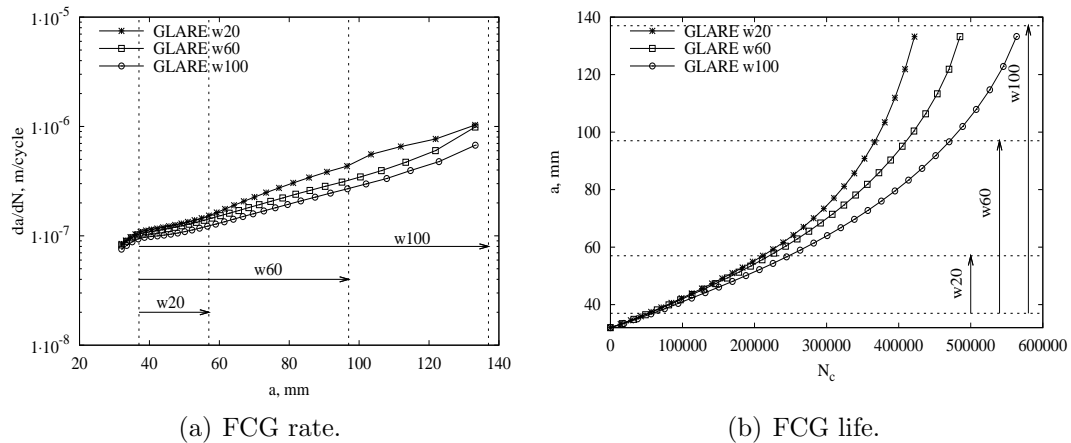 1·10^-5
1·10^-6
1·10^-7
1·10^-8
da/dN, m/cycle
GLARE w20
GLARE w60
GLARE w100
w100
w60
w20
20 40 60 80 100 120 140
a, mm
(a) FCG rate.
140
120
100
80
60
40
a, mm
GLARE w20
GLARE w60
GLARE w100
w100
w60
w20
0 100000 200000 300000 400000 500000 600000
N_c
(b) FCG life.